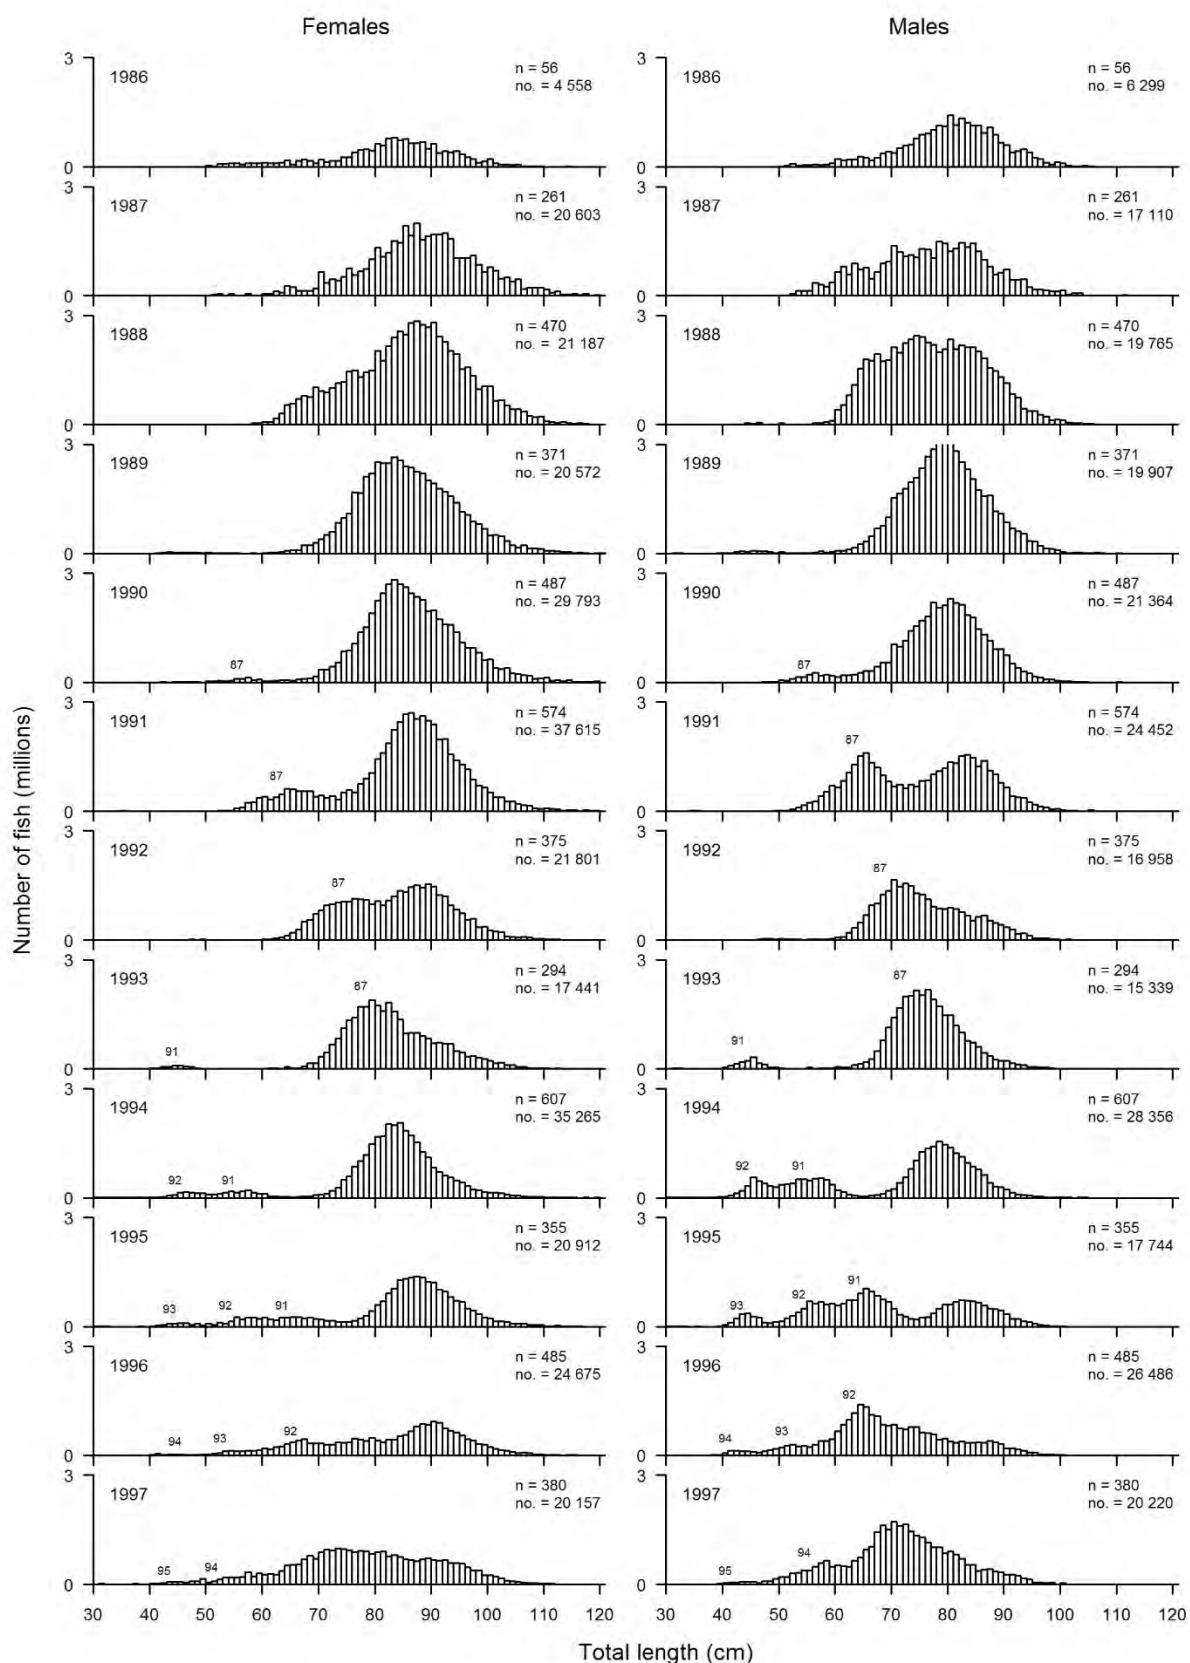 Females Males
3 3
1986 n = 56 1986 n = 56
no. = 4 558 no. = 6 299
0 0
3 3
1987 n = 261 1987 n = 261
no. = 20 603 no. = 17 110
0 0
3 3
1988 n = 470 1988 n = 470
no. = 21 187 no. = 19 765
0 0
3 3
1989 n = 371 1989 n = 371
no. = 20 572 no. = 19 907
0 0
3 3
1990 n = 487 1990 n = 487
no. = 29 793 no. = 21 364
87 87
0 0
3 3
1991 n = 574 1991 n = 574
no. = 37 615 no. = 24 452
87 87
0 0
3 3
1992 n = 375 1992 n = 375
no. = 21 801 no. = 16 958
87 87
0 0
3 3
1993 n = 294 1993 n = 294
no. = 17 441 no. = 15 339
87 87
91 91
0 0
3 3
1994 n = 607 1994 n = 607
no. = 35 265 no. = 28 356
92 91 92 91
0 0
3 3
1995 n = 355 1995 n = 355
no. = 20 912 no. = 17 744
93 92 91 93 92 91
0 0
3 3
1996 n = 485 1996 n = 485
no. = 24 675 no. = 26 486
94 93 92 94 93 92
0 0
3 3
1997 n = 380 1997 n = 380
no. = 20 157 no. = 20 220
95 94 95 94
0 0
30 40 50 60 70 80 90 100 110 120 30 40 50 60 70 80 90 100 110 120
Number of fish (millions)
Total length (cm)